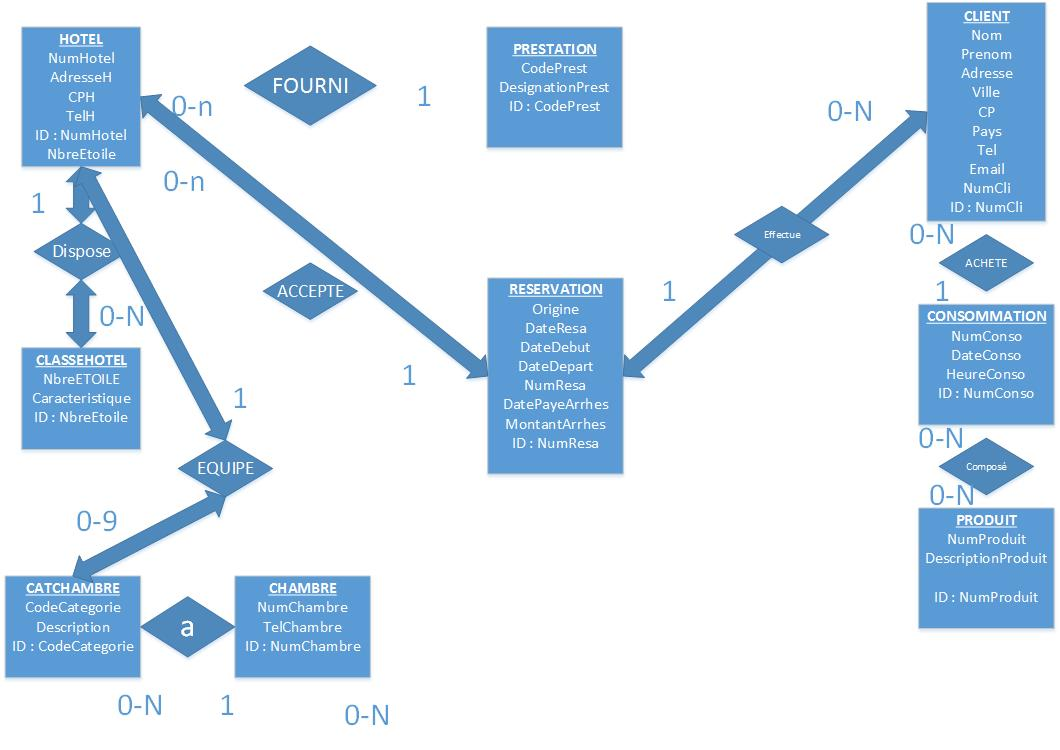 HOTEL
NumHotel
AdresseH
CPH
TelH
ID : NumHotel
NbreEtoile
FOURNI
1
PRESTATION
CodePrest
DesignationPrest
ID : CodePrest
CLIENT
Nom
Prenom
Adresse
Ville
CP
Pays
Tel
Email
NumCli
ID : NumCli
0-n
0-n
0-N
1
Dispose
0-N
Effectue
0-N
ACHETE
1
ACCEPTE
1
1
RESERVATION
Origine
DateResa
DateDebut
DateDepart
NumResa
DatePayeArrhes
MontantArrhes
ID : NumResa
CONSOMMATION
NumConso
DateConso
HeureConso
ID : NumConso
CLASSEHOTEL
NbreETOILE
Caracteristique
ID : NbreEtoile
1
EQUIPE
0-9
0-N
Composé
0-N
PRODUIT
NumProduit
DescriptionProduit
ID : NumProduit
CATCHAMBRE
CodeCategorie
Description
ID : CodeCategorie
a
CHAMBRE
NumChambre
TelChambre
ID : NumChambre
0-N
1
0-N